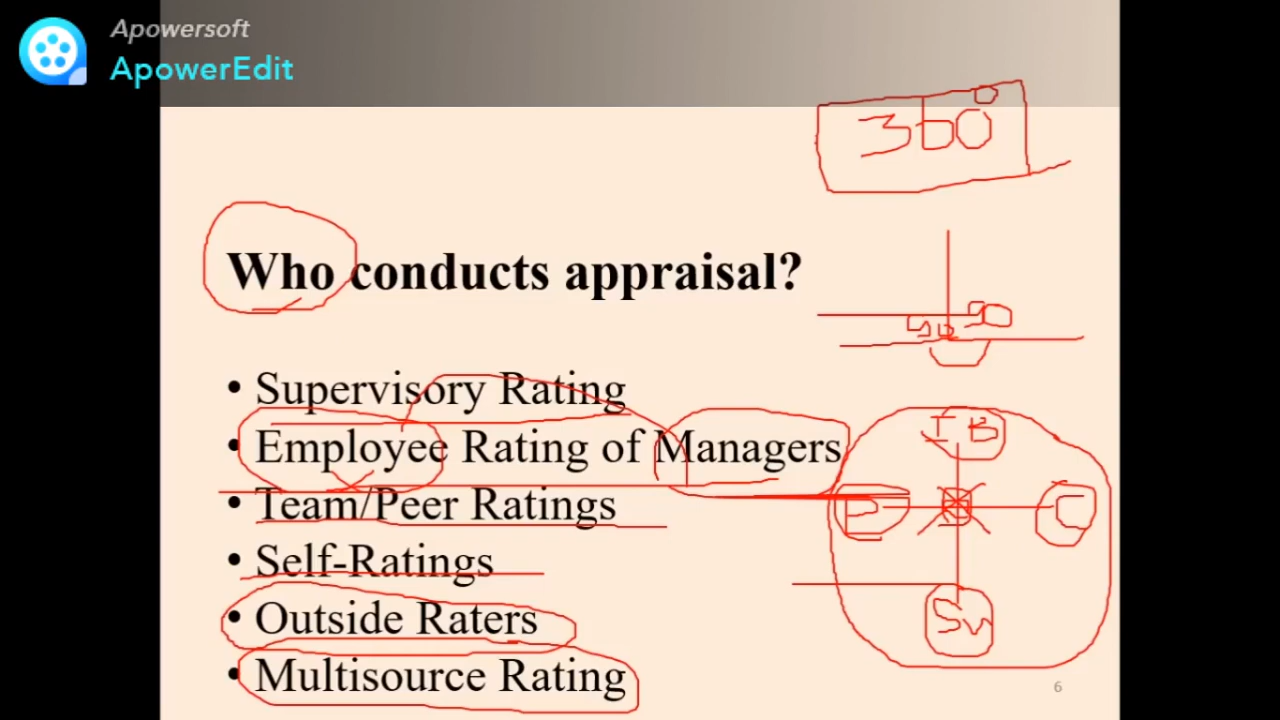 Apowersoft
ApowerEdit
360°
Who conducts appraisal?
90
I B
• Supervisory Rating
• Employee Rating of Managers
• Team/Peer Ratings
• Self-Ratings
• Outside Raters
• Multisource Rating
6